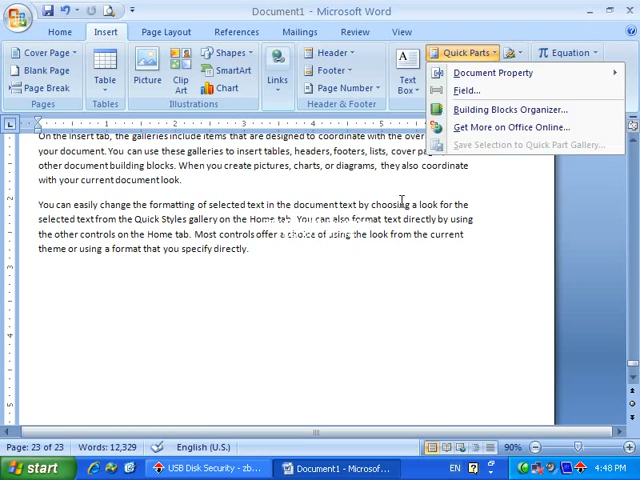 Document1 - Microsoft Word
Home Insert Page Layout References Mailings Review View
Cover Page Blank Page Page Break Pages
Table Tables
Picture Clip Art Shapes SmartArt Chart Illustrations
Links
Header Footer Page Number Header & Footer
Text Box Quick Parts Equation
Document Property
Field...
Building Blocks Organizer...
Get More on Office Online...
Save Selection to Quick Part Gallery...
On the Insert tab, the galleries include items that are designed to coordinate with the over
your document. You can use these galleries to insert tables, headers, footers, lists, cover pa
other document building blocks. When you create pictures, charts, or diagrams, they also coordinate
with your current document look.
You can easily change the formatting of selected text in the document text by choosing a look for the
selected text from the Quick Styles gallery on the Home tab. You can also format text directly by using
the other controls on the Home tab. Most controls offer a choice of using the look from the current
theme or using a format that you specify directly.
Page: 23 of 23 Words: 12,329 English (U.S.) 90%
start USB Disk Security - zb... Document1 - Microsof... EN 4:48 PM